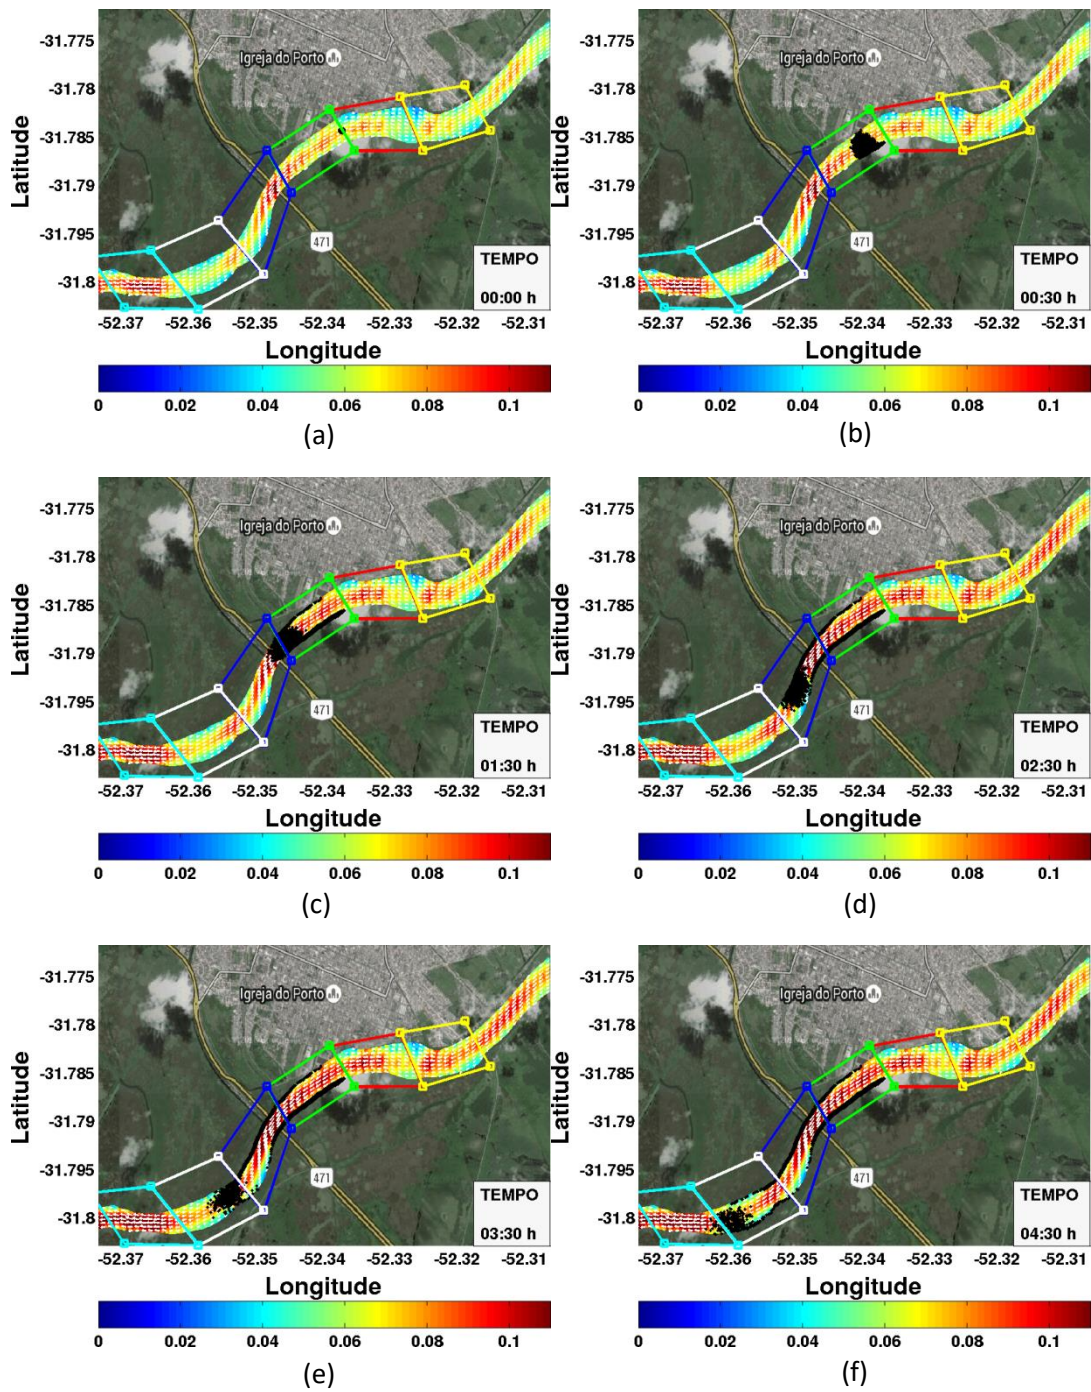 Latitude
-31.775
-31.78
-31.785
-31.79
-31.795
-31.8
Igreja do Porto
471
TEMPO
00:00 h
-52.37 -52.36 -52.35 -52.34 -52.33 -52.32 -52.31
Longitude
0 0.02 0.04 0.06 0.08 0.1
(a)
Latitude
-31.775
-31.78
-31.785
-31.79
-31.795
-31.8
Igreja do Porto
471
TEMPO
00:30 h
-52.37 -52.36 -52.35 -52.34 -52.33 -52.32 -52.31
Longitude
0 0.02 0.04 0.06 0.08 0.1
(b)
Latitude
-31.775
-31.78
-31.785
-31.79
-31.795
-31.8
Igreja do Porto
471
TEMPO
01:30 h
-52.37 -52.36 -52.35 -52.34 -52.33 -52.32 -52.31
Longitude
0 0.02 0.04 0.06 0.08 0.1
(c)
Latitude
-31.775
-31.78
-31.785
-31.79
-31.795
-31.8
Igreja do Porto
471
TEMPO
02:30 h
-52.37 -52.36 -52.35 -52.34 -52.33 -52.32 -52.31
Longitude
0 0.02 0.04 0.06 0.08 0.1
(d)
Latitude
-31.775
-31.78
-31.785
-31.79
-31.795
-31.8
Igreja do Porto
471
TEMPO
03:30 h
-52.37 -52.36 -52.35 -52.34 -52.33 -52.32 -52.31
Longitude
0 0.02 0.04 0.06 0.08 0.1
(e)
Latitude
-31.775
-31.78
-31.785
-31.79
-31.795
-31.8
Igreja do Porto
471
TEMPO
04:30 h
-52.37 -52.36 -52.35 -52.34 -52.33 -52.32 -52.31
Longitude
0 0.02 0.04 0.06 0.08 0.1
(f)